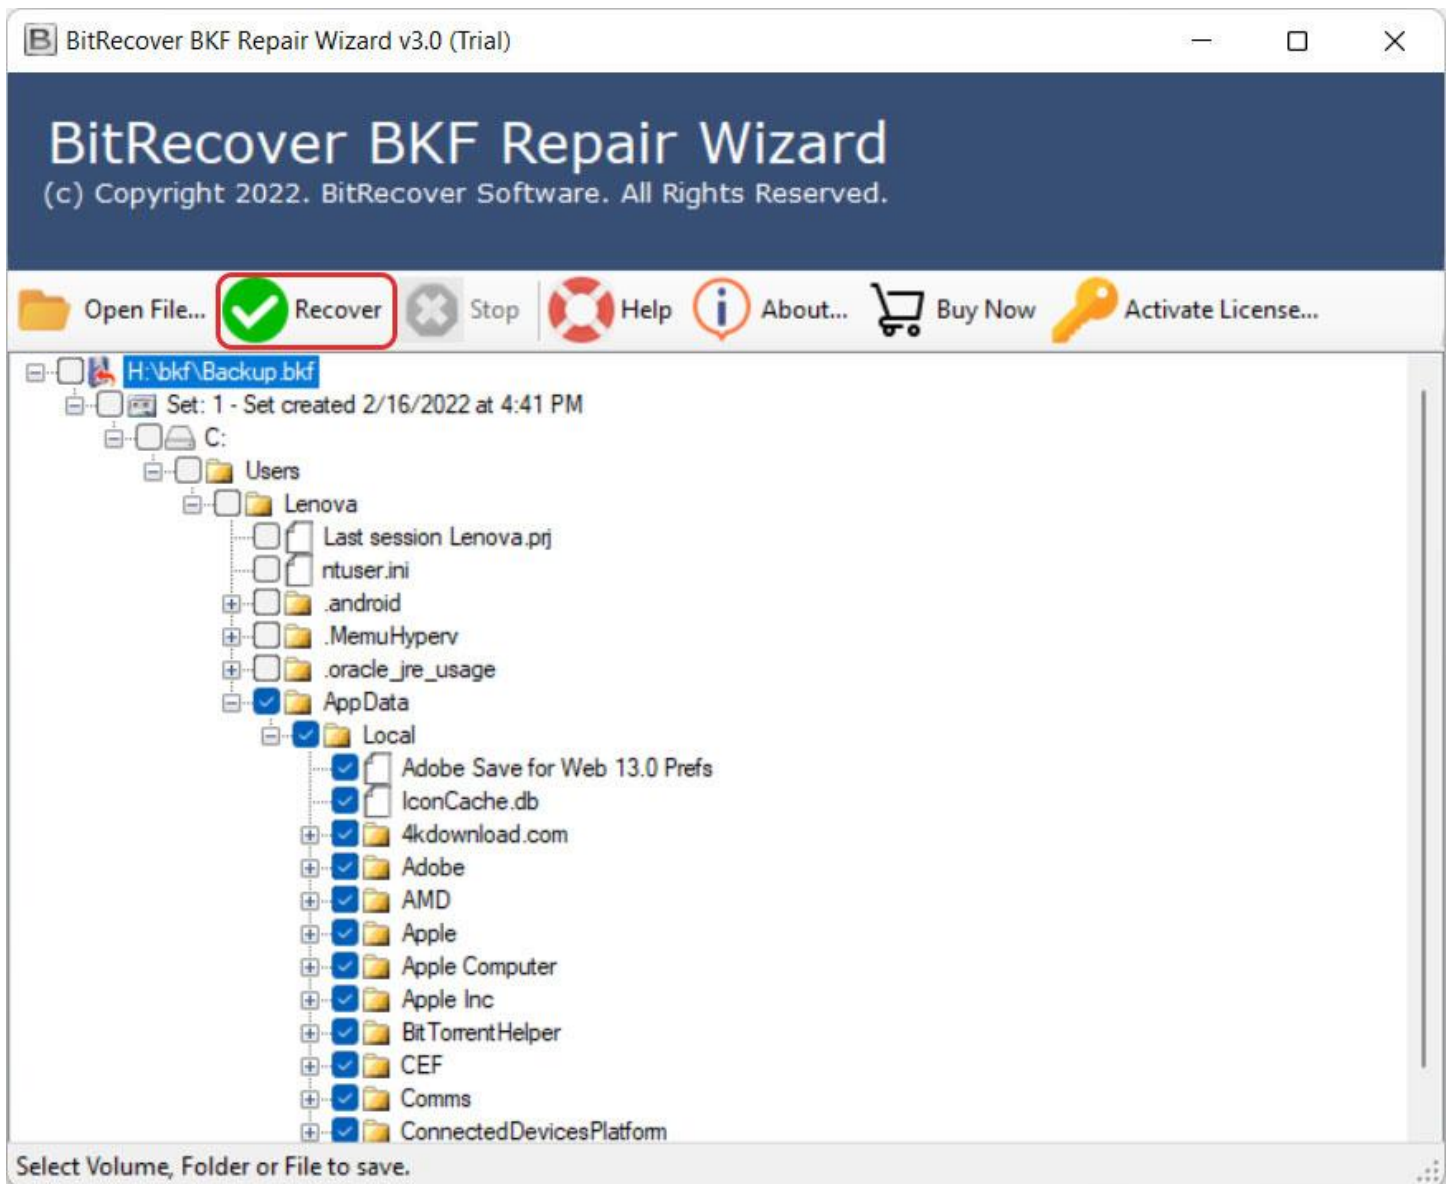 BitRecover BKF Repair Wizard v3.0 (Trial)
BitRecover BKF Repair Wizard
(c) Copyright 2022. BitRecover Software. All Rights Reserved.
Open File... Recover Stop Help About... Buy Now Activate License...
H:\bkf\Backup.bkf
Set: 1 - Set created 2/16/2022 at 4:41 PM
C:
Users
Lenova
Last session Lenova.prj
ntuser.ini
.android
.MemuHyperv
.oracle_jre_usage
AppData
Local
Adobe Save for Web 13.0 Prefs
IconCache.db
4kdownload.com
Adobe
AMD
Apple
Apple Computer
Apple Inc
BitTorrentHelper
CEF
Comms
ConnectedDevicesPlatform
Select Volume, Folder or File to save.